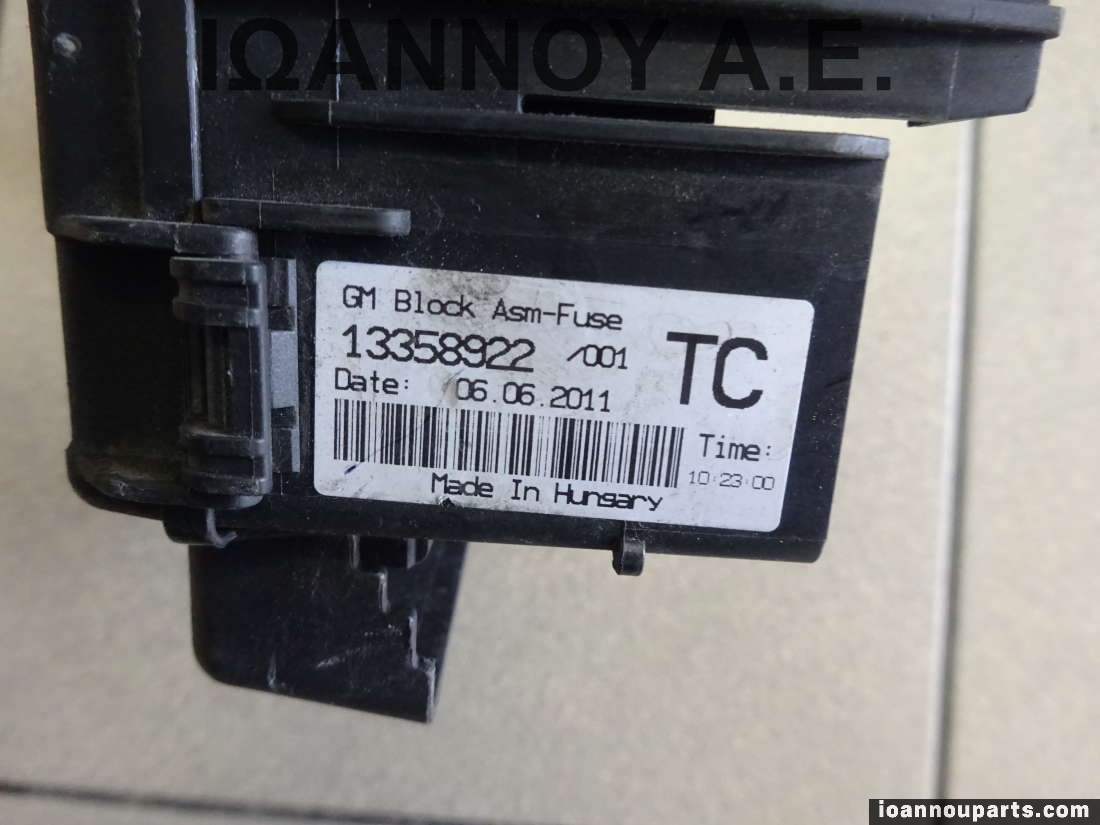 ΙΩΑΝΝΟΥ Α.Ε.
GM Block Asm-Fuse
13358922 /001
TC
Date: 06.06.2011
Time:
10:23:00
Made In Hungary
ioannouparts.com